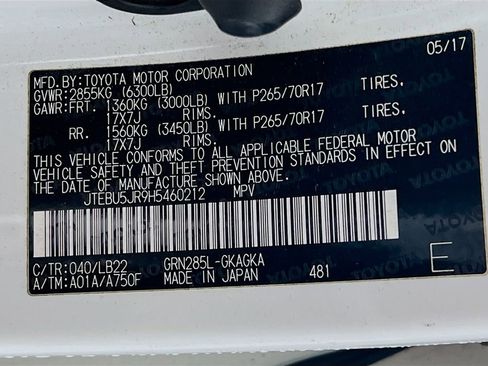 05/17
MFD.BY:TOYOTA MOTOR CORPORATION
GVWR:2855KG (6300LB)
GAWR:FRT. 1360KG (3000LB) WITH P265/70R17 TIRES,
17X7J RIMS.
RR. 1560KG (3450LB) WITH P265/70R17 TIRES,
17X7J RIMS.
THIS VEHICLE CONFORMS TO ALL APPLICABLE FEDERAL MOTOR
VEHICLE SAFETY AND THEFT PREVENTION STANDARDS IN EFFECT ON
THE DATE OF MANUFACTURE SHOWN ABOVE.
JTEBU5JR9H5460212 MPV
C/TR:040/LB22 GRN285L-GKAGKA
A/TM:A01A/A750F MADE IN JAPAN 481 E